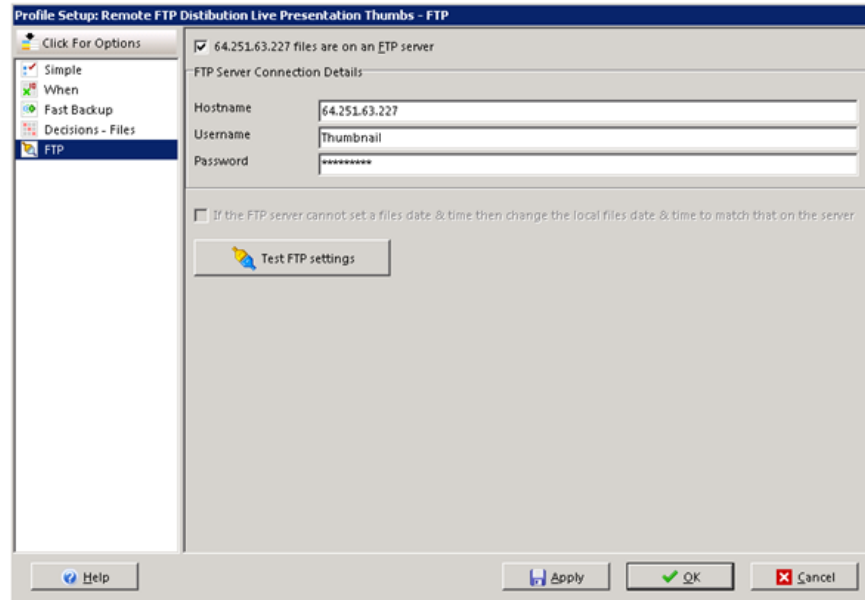 Profile Setup: Remote FTP Distibution Live Presentation Thumbs - FTP
Click For Options
Simple
When
Fast Backup
Decisions - Files
FTP
64.251.63.227 files are on an FTP server
FTP Server Connection Details
Hostname
64.251.63.227
Username
Thumbnail
Password
*********
If the FTP server cannot set a files date & time then change the local files date & time to match that on the server
Test FTP settings
Help
Apply
OK
Cancel